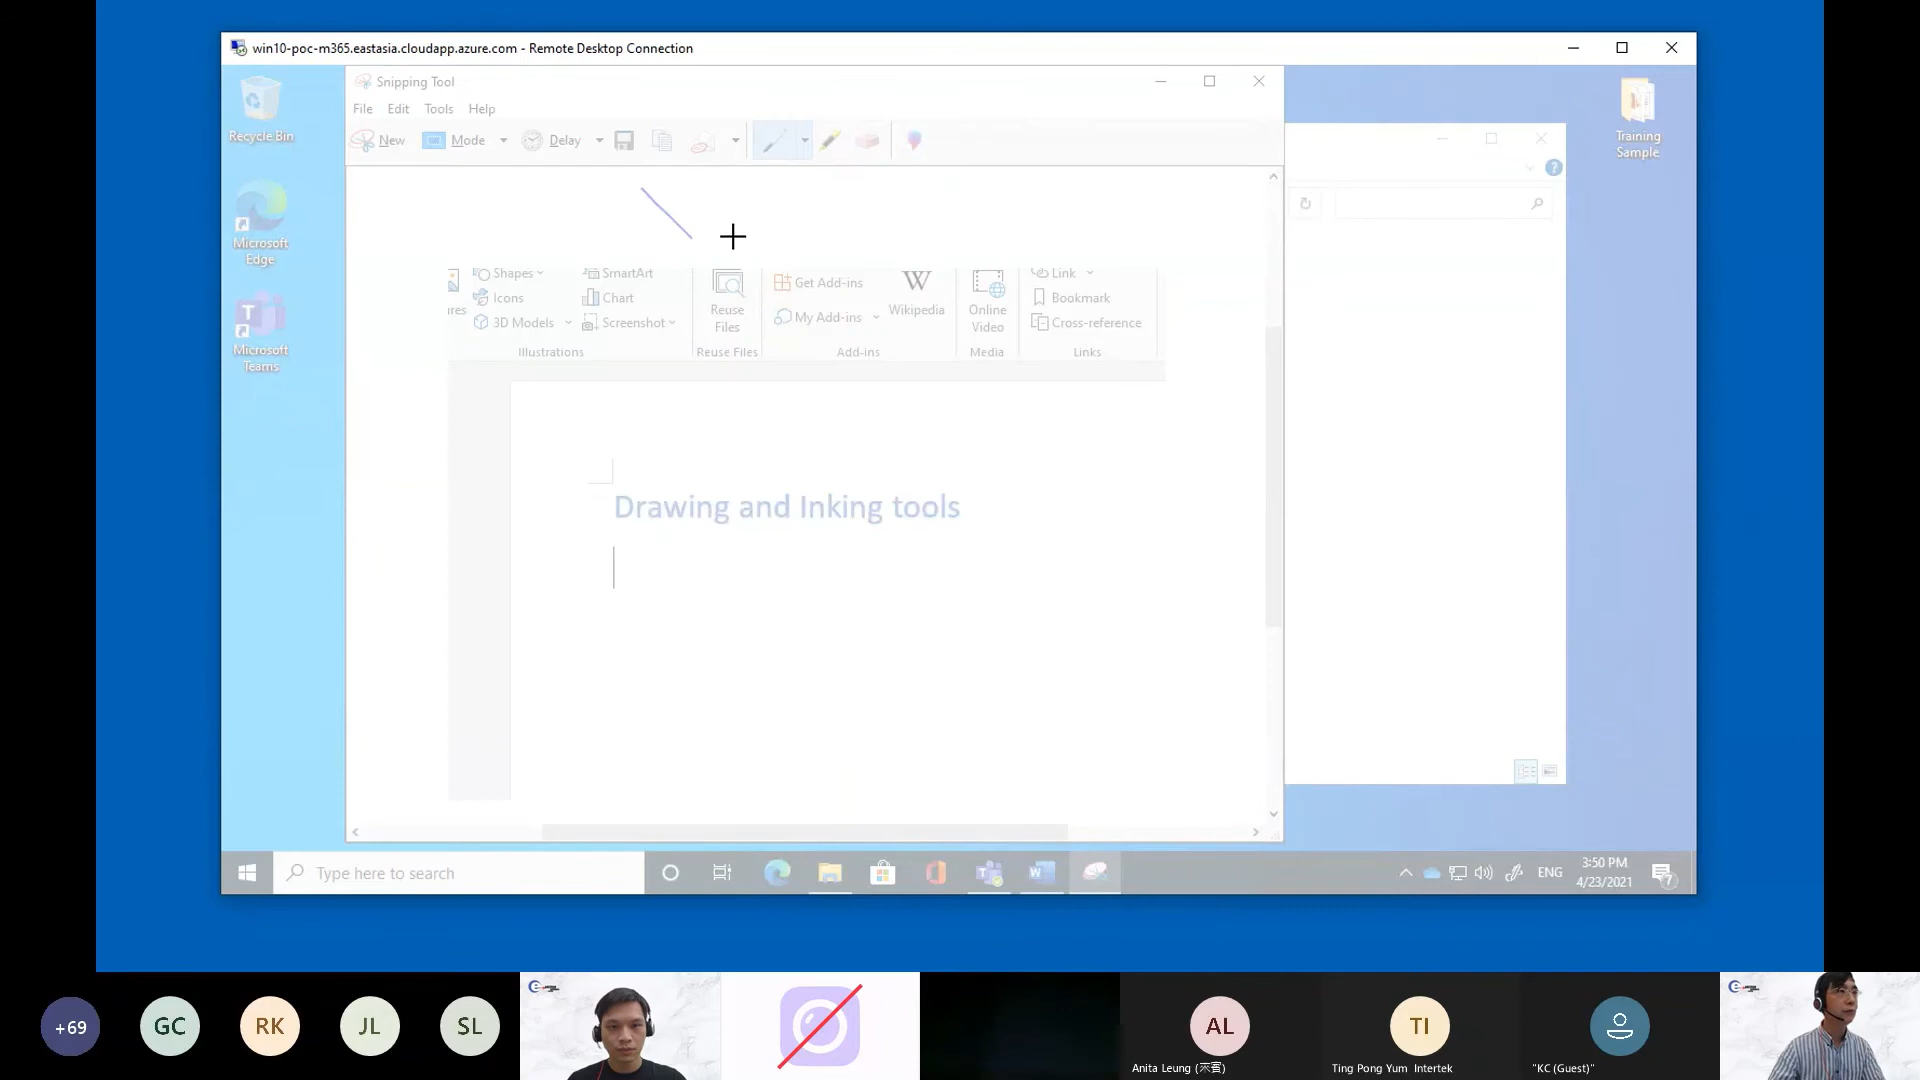 win10-poc-m365.eastasia.cloudapp.azure.com - Remote Desktop Connection
Snipping Tool
File Edit Tools Help
New Mode Delay
Recycle Bin
Microsoft
Edge
Microsoft
Teams
Training
Sample
Shapes SmartArt
Icons Chart
ures 3D Models Screenshot
Illustrations
Reuse
Files
Reuse Files
Get Add-ins
My Add-ins
Wikipedia
Add-ins
Online
Video
Media
Link
Bookmark
Cross-reference
Links
Drawing and Inking tools
Type here to search
ENG
3:50 PM
4/23/2021
7
+69
GC
RK
JL
SL
AL
Anita Leung
TI
Ting Pong Yum Intertek
"KC (Guest)"